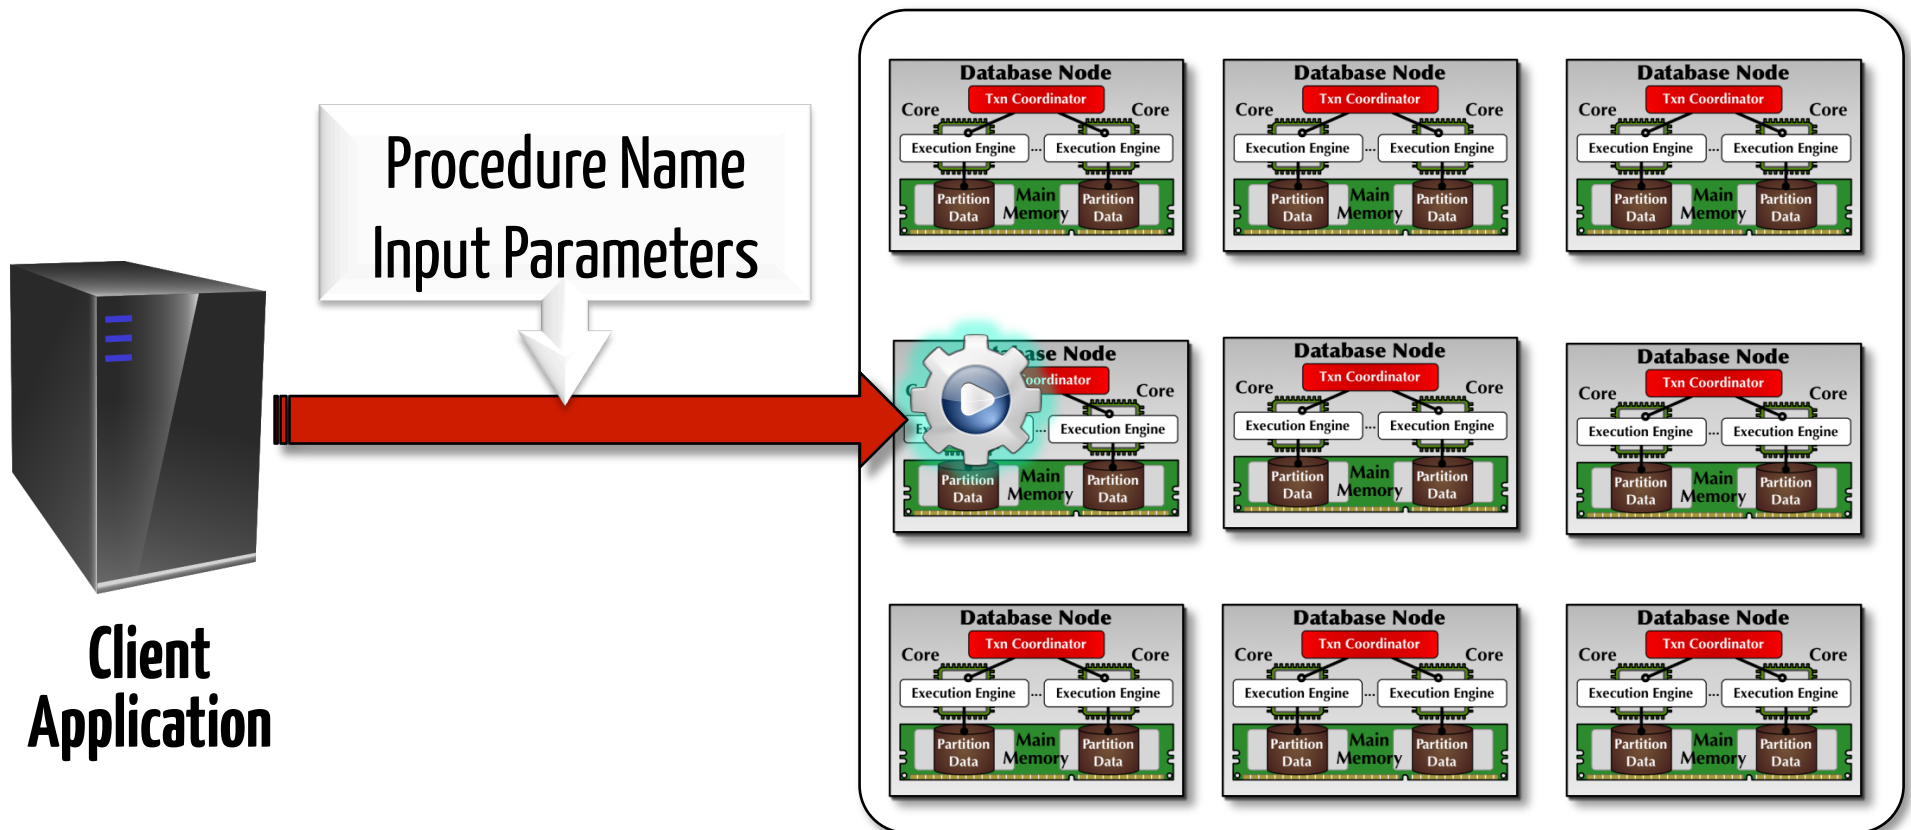 Procedure Name
Input Parameters
Client
Application
Database Node
Txn Coordinator
Core Core
Execution Engine ... Execution Engine
Partition Data Main Memory Partition Data
Database Node
Txn Coordinator
Core Core
Execution Engine ... Execution Engine
Partition Data Main Memory Partition Data
Database Node
Txn Coordinator
Core Core
Execution Engine ... Execution Engine
Partition Data Main Memory Partition Data
Node
Core
... Execution Engine
Partition Data Main Memory Partition Data
Database Node
Txn Coordinator
Core Core
Execution Engine ... Execution Engine
Partition Data Main Memory Partition Data
Database Node
Txn Coordinator
Core Core
Execution Engine ... Execution Engine
Partition Data Main Memory Partition Data
Database Node
Txn Coordinator
Core Core
Execution Engine ... Execution Engine
Partition Data Main Memory Partition Data
Database Node
Txn Coordinator
Core Core
Execution Engine ... Execution Engine
Partition Data Main Memory Partition Data
Database Node
Txn Coordinator
Core Core
Execution Engine ... Execution Engine
Partition Data Main Memory Partition Data